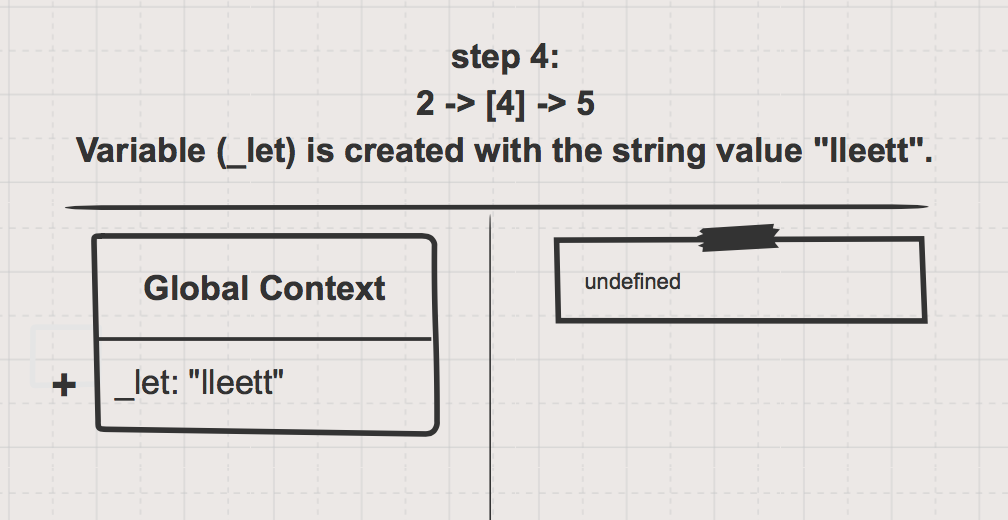 step 4:
2 -> [4] -> 5
Variable (_let) is created with the string value "lleett".
Global Context
undefined
+
_let: "lleett"